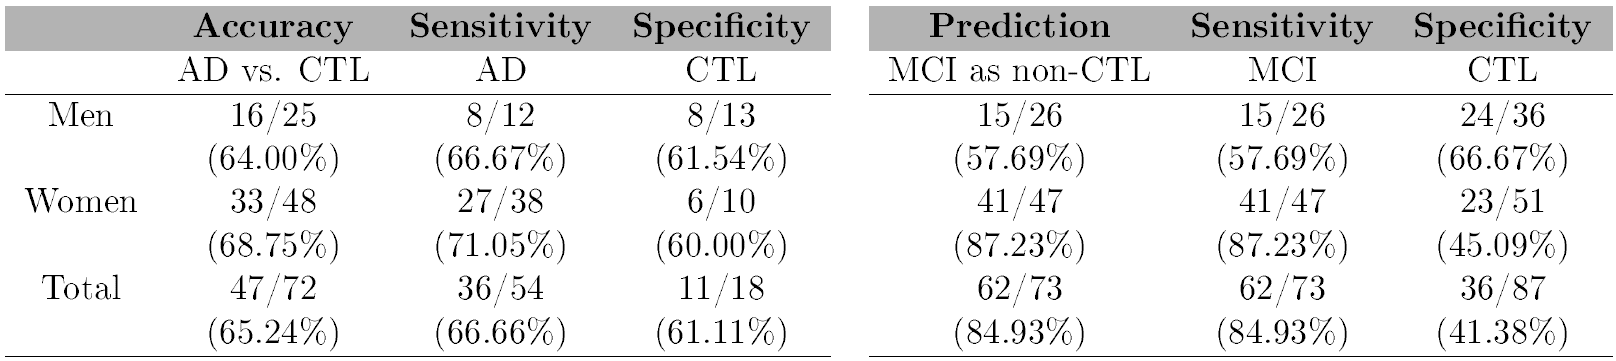 Accuracy Sensitivity Specificity Prediction Sensitivity Specificity
AD vs. CTL AD CTL MCI as non-CTL MCI CTL
Men 16/25 8/12 8/13 15/26 15/26 24/36
(64.00%) (66.67%) (61.54%) (57.69%) (57.69%) (66.67%)
Women 33/48 27/38 6/10 41/47 41/47 23/51
(68.75%) (71.05%) (60.00%) (87.23%) (87.23%) (45.09%)
Total 47/72 36/54 11/18 62/73 62/73 36/87
(65.24%) (66.66%) (61.11%) (84.93%) (84.93%) (41.38%)